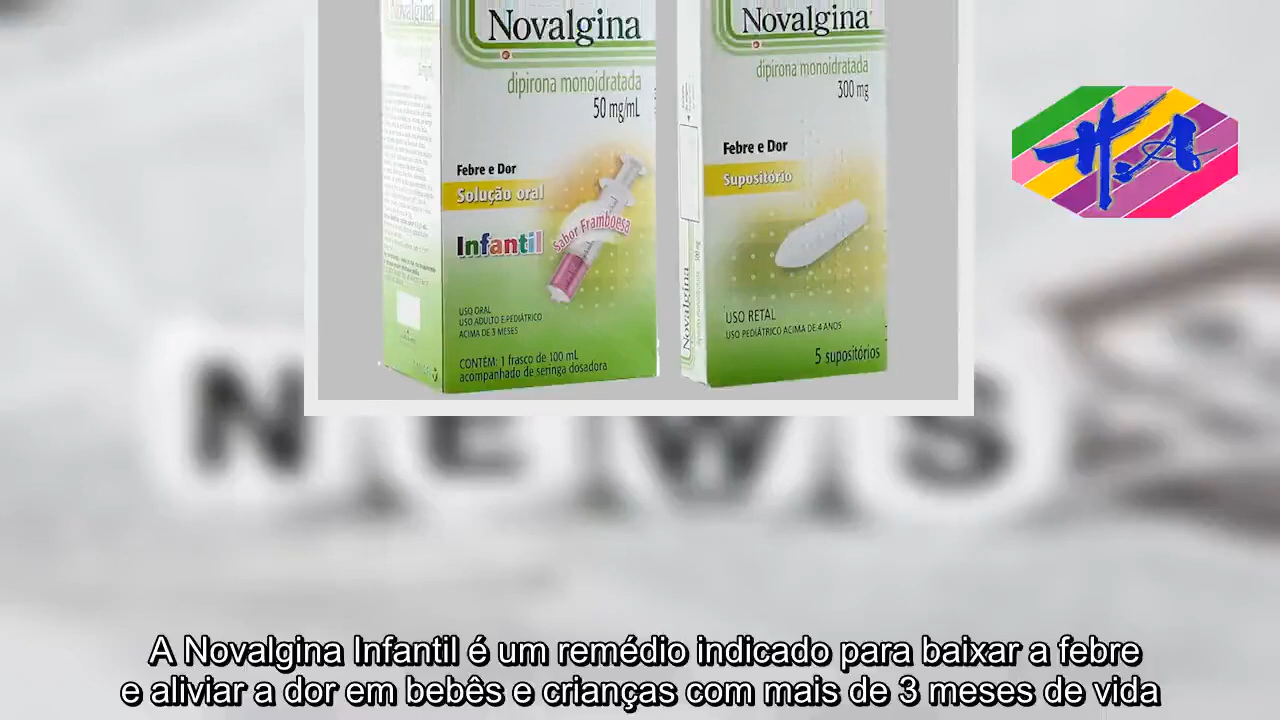 Novalgina
Novalgina
dipirona monoidratada
50 mg/mL
Febre e Dor
Solução oral
Sabor Framboesa
Infantil
USO ORAL
USO ADULTO E PEDIÁTRICO
ACIMA DE 3 MESES
CONTÉM: 1 frasco de 100 mL
acompanhado de seringa dosadora
Novalgina
dipirona monoidratada
300 mg
Febre e Dor
Supositório
Novalgina
USO RETAL
USO PEDIÁTRICO ACIMA DE 4 ANOS
5 supositórios
H.A
NEWS
A Novalgina Infantil é um remédio indicado para baixar a febre
e aliviar a dor em bebês e crianças com mais de 3 meses de vida